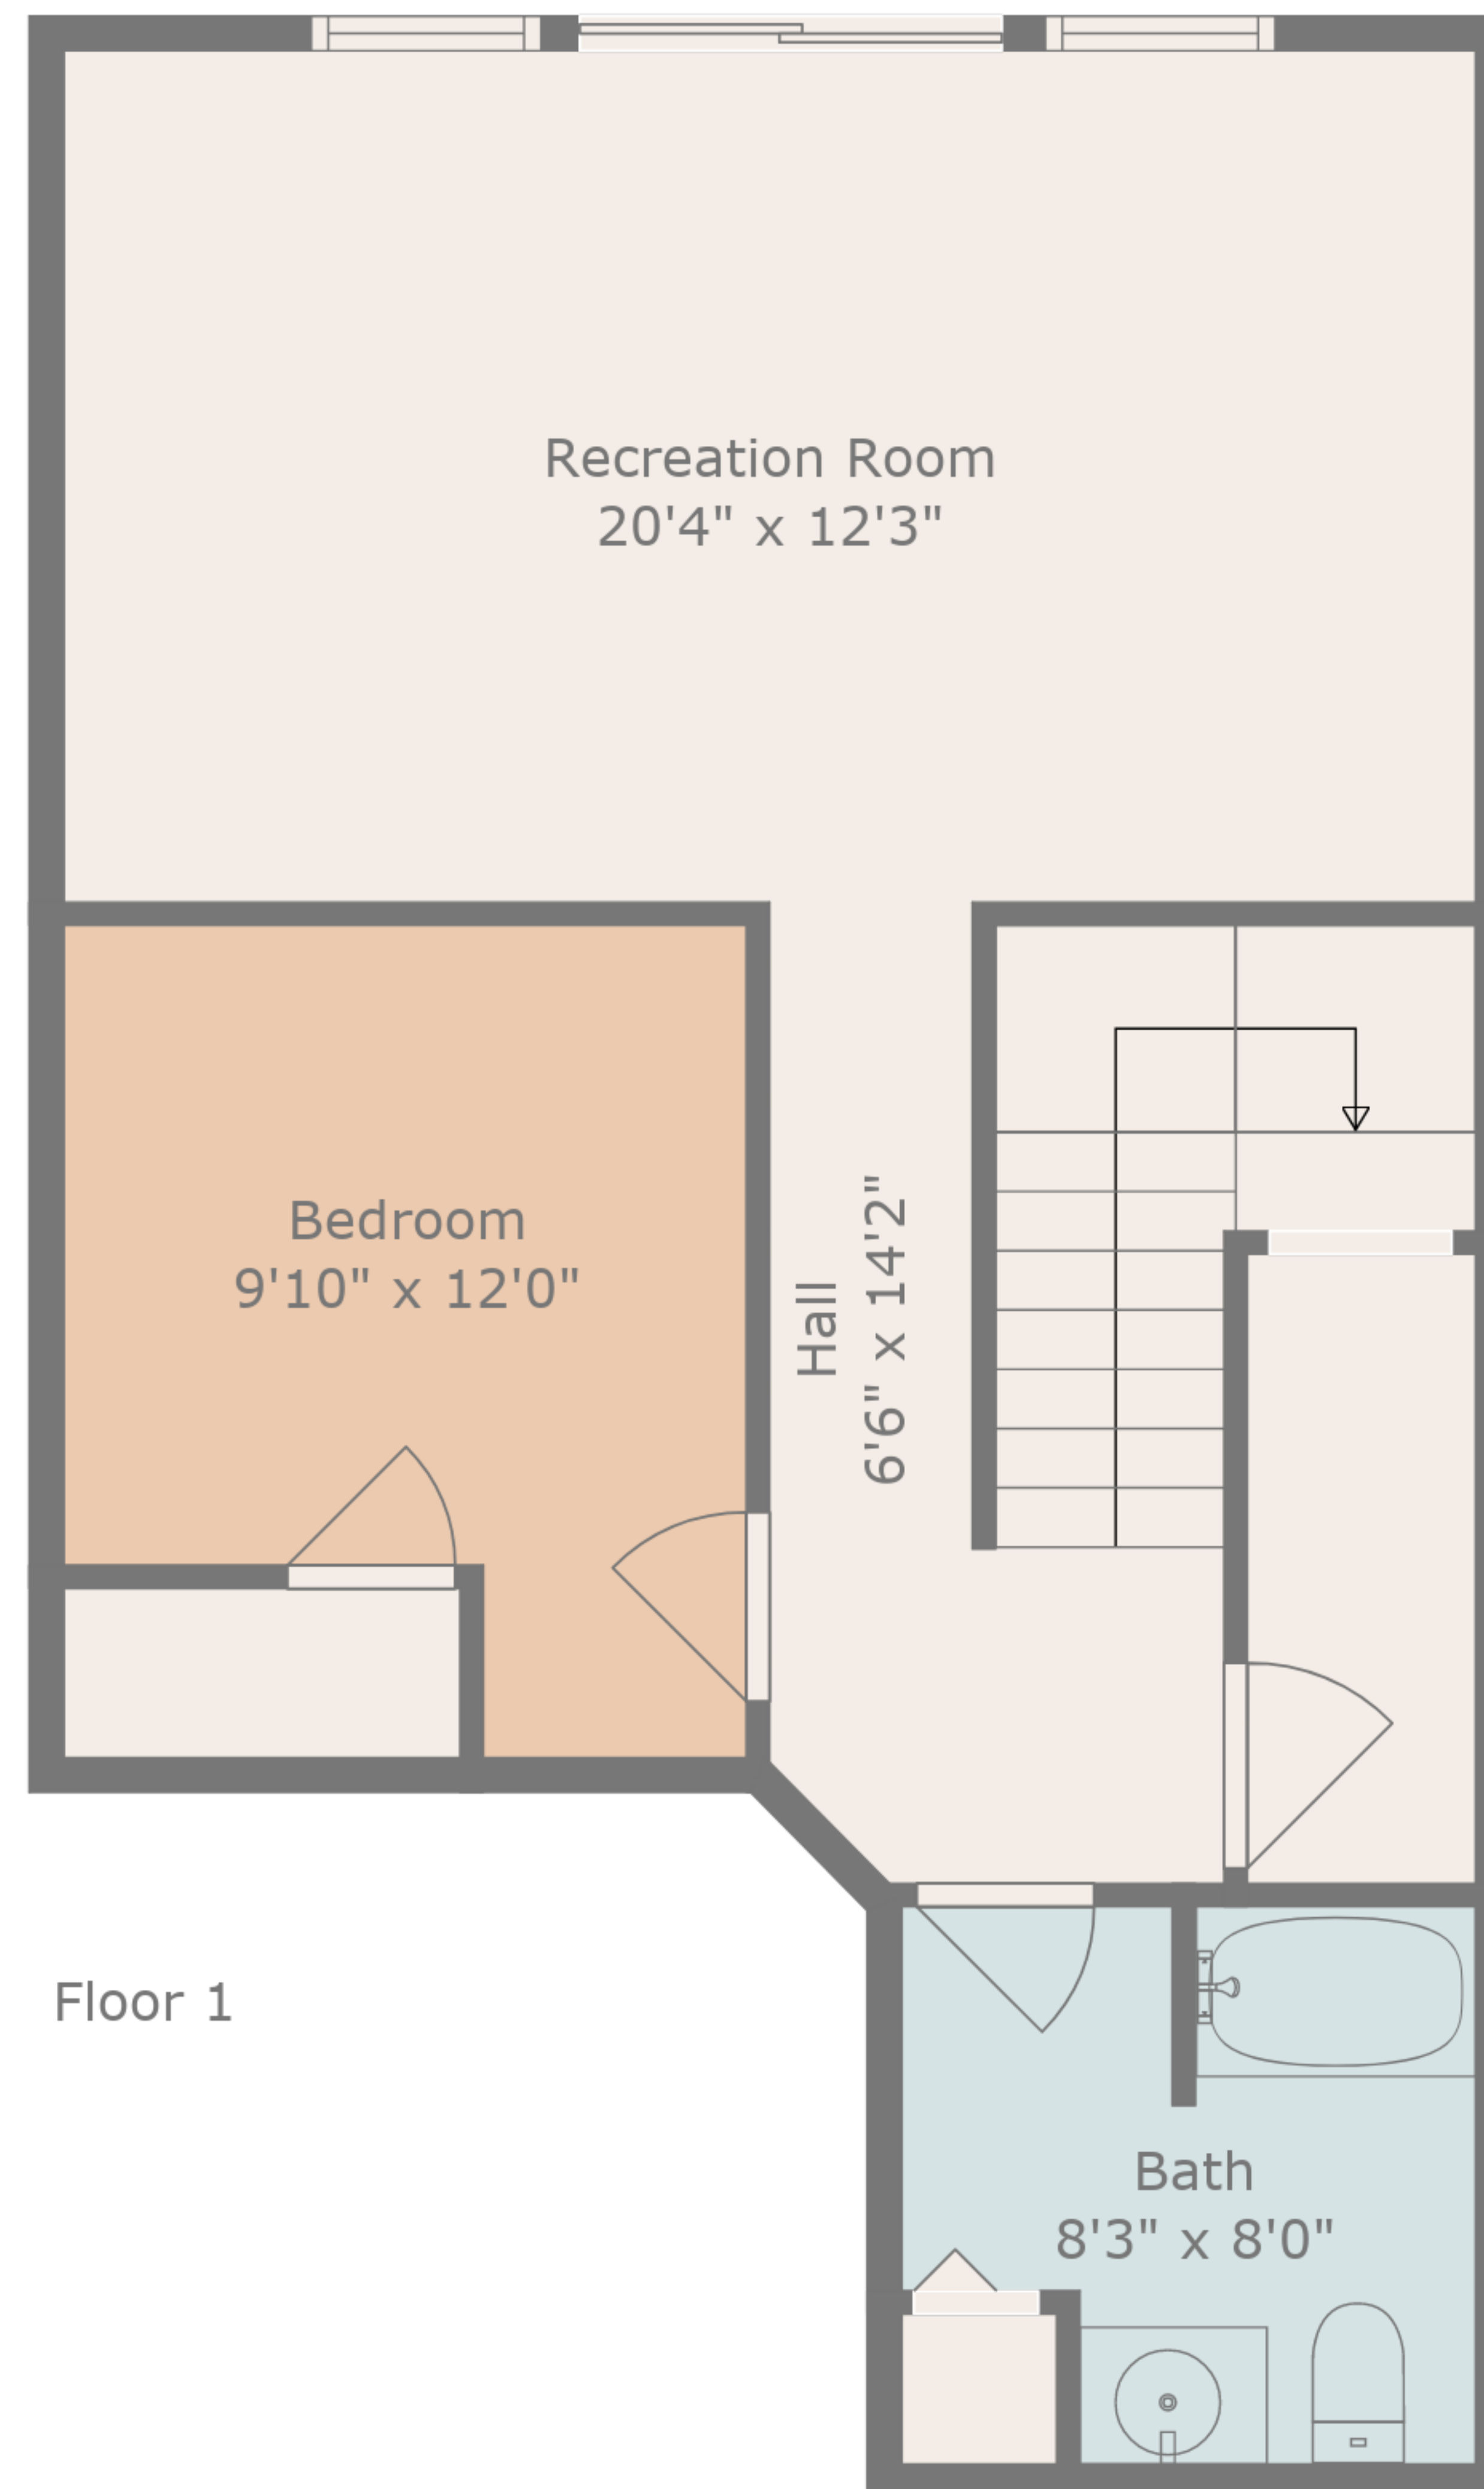 Recreation Room
20'4" x 12'3"
Bedroom
9'10" x 12'0"
Hall
6'6" x 14'2"
Floor 1
Bath
8'3" x 8'0"